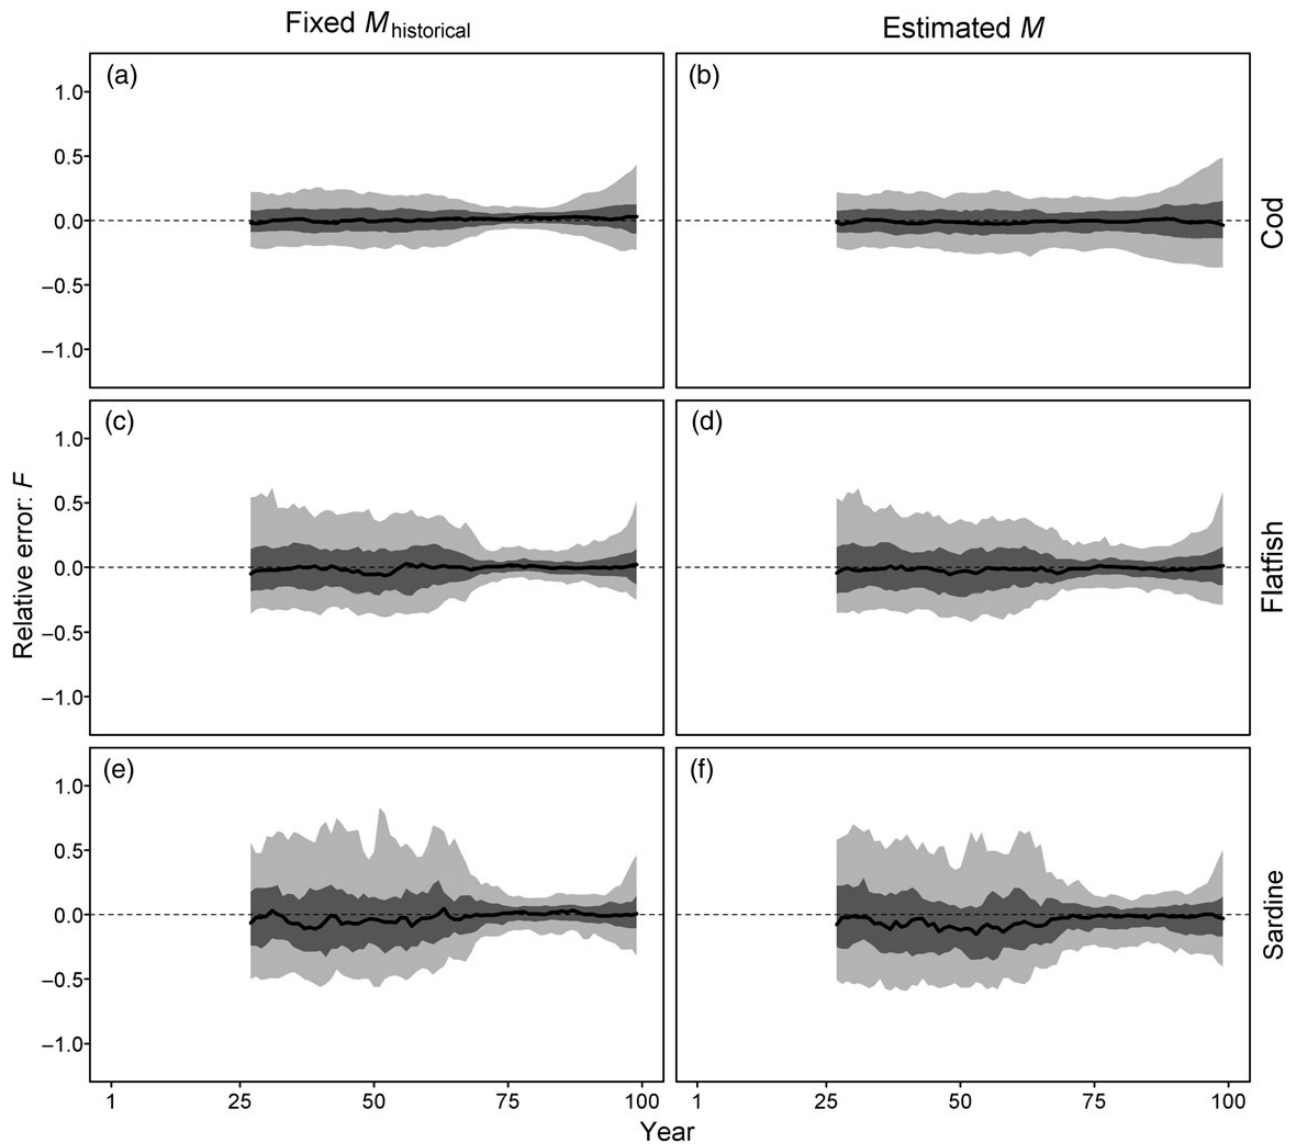 Fixed M historical
Estimated M
(a)
(b)
1.0
0.5
0.0
−0.5
−1.0
Cod
(c)
(d)
1.0
0.5
0.0
−0.5
−1.0
Flatfish
Relative error: F
(e)
(f)
1.0
0.5
0.0
−0.5
−1.0
Sardine
1 25 50 75 100
1 25 50 75 100
Year